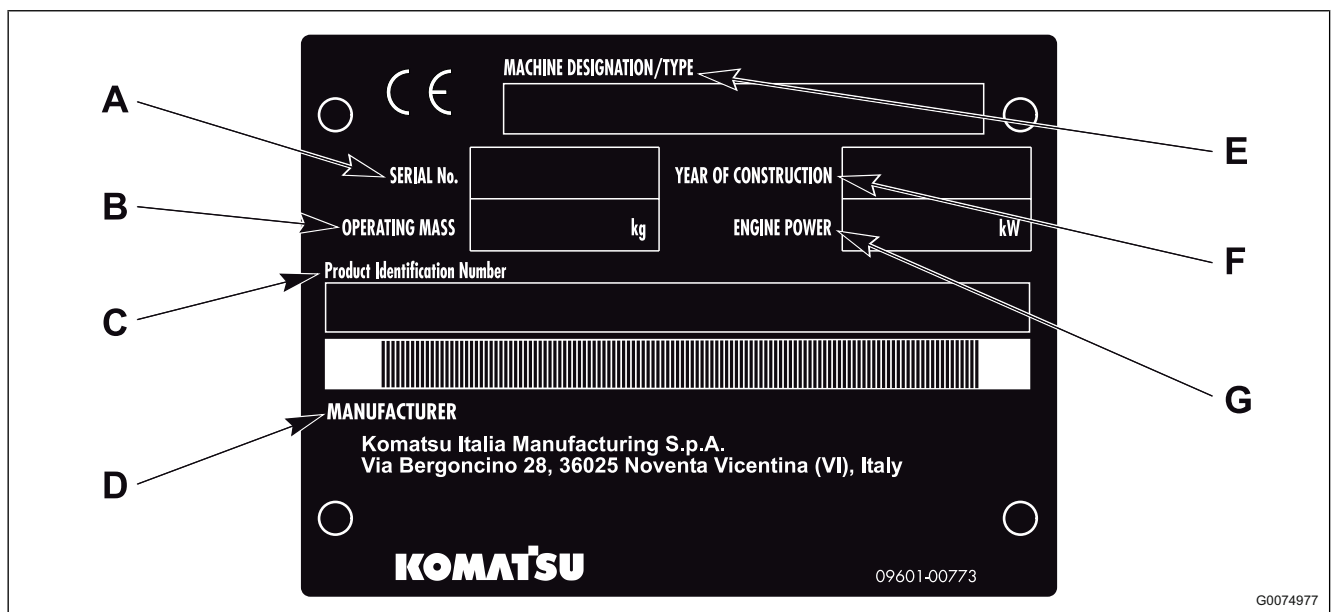 CE
MACHINE DESIGNATION/TYPE
A
E
SERIAL No.
YEAR OF CONSTRUCTION
B
OPERATING MASS
kg
ENGINE POWER
kW
F
Product Identification Number
C
G
MANUFACTURER
Komatsu Italia Manufacturing S.p.A.
Via Bergoncino 28, 36025 Noventa Vicentina (VI), Italy
D
KOMATSU
09601-00773
G0074977